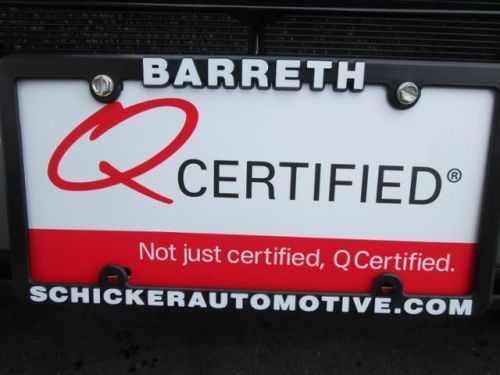 BARRETH
Q CERTIFIED®
Not just certified, Q Certified.
SCHICKERAUTOMOTIVE.COM